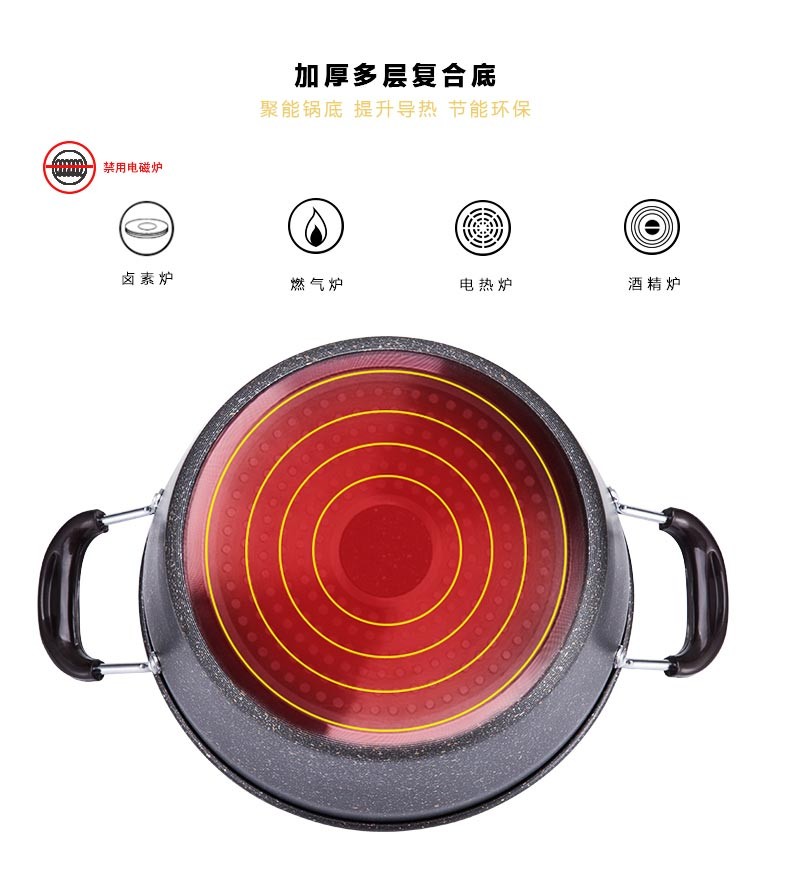 加厚多层复合底
聚能锅底 提升导热 节能环保
禁用电磁炉
卤素炉
燃气炉
电热炉
酒精炉